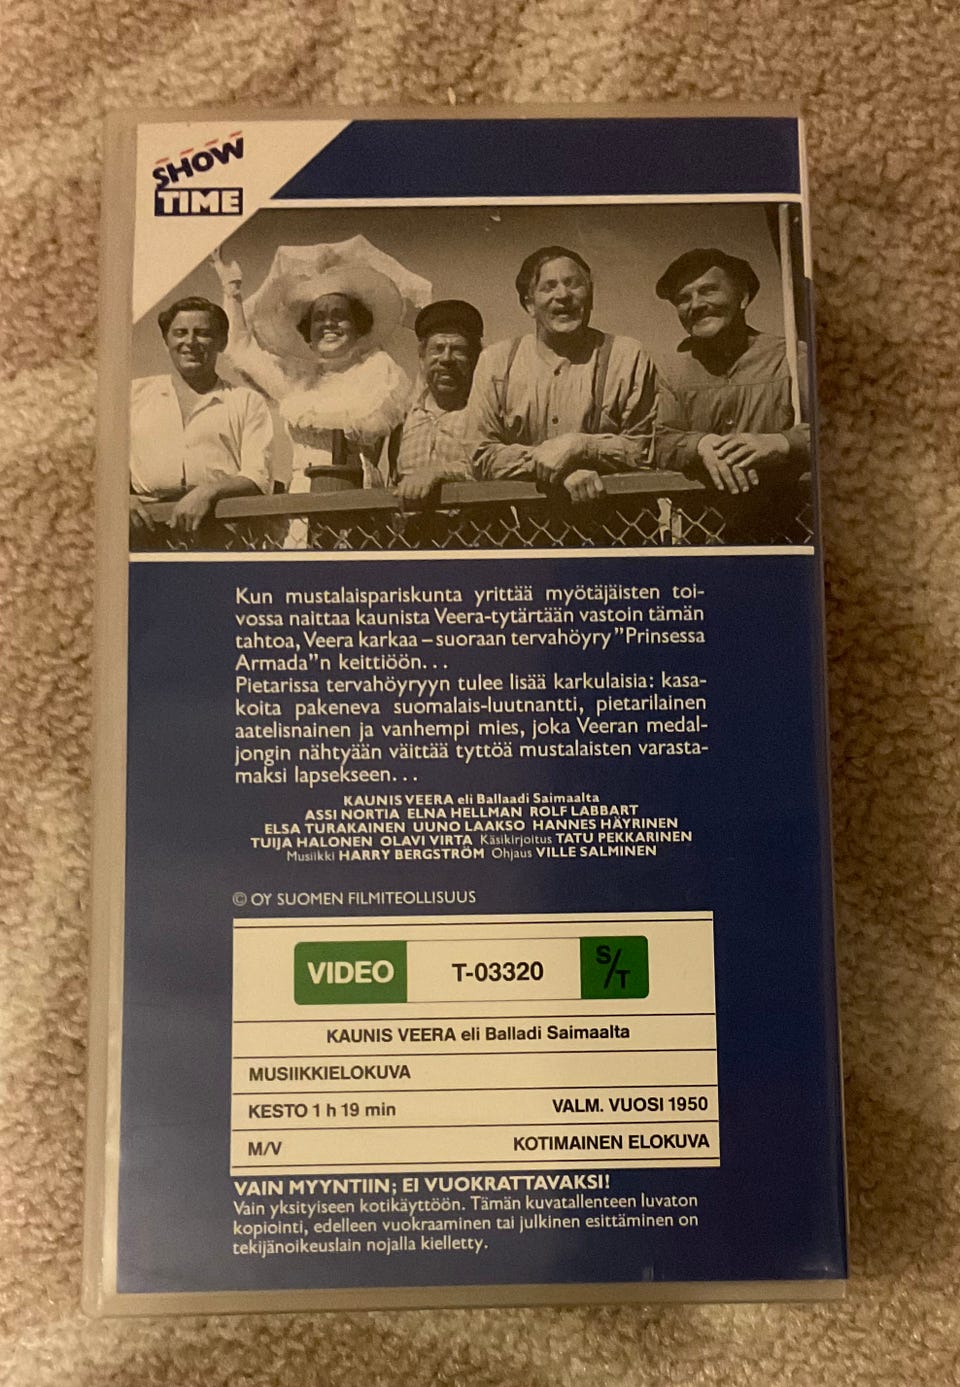 SHOW
TIME
Kun mustalaispariskunta yrittää myötäjäisten toi-
vossa naittaa kaunista Veera-tytärtään vastoin tämän
tahtoa, Veera karkaa – suoraan tervahöyry "Prinsessa
Armada"n keittiöön...
Pietarissa tervahöyryyn tulee lisää karkulaisia: kasa-
koita pakeneva suomalais-luutnantti, pietarilainen
aatelisnainen ja vanhempi mies, joka Veeran medal-
jongin nähtyään väittää tyttöä mustalaisten varasta-
maksi lapsekseen...
KAUNIS VEERA eli Ballaadi Saimaalta
ASSI NORTIA ELNA HELLMAN ROLF LABBART
ELSA TURAKAINEN UUNO LAAKSO HANNES HÄYRINEN
TUIJA HALONEN OLAVI VIRTA Käsikirjoitus TATU PEKKARINEN
Musiikki HARRY BERGSTRÖM Ohjaus VILLE SALMINEN
© OY SUOMEN FILMITEOLLISUUS
VIDEO T-03320 S/T
KAUNIS VEERA eli Balladi Saimaalta
MUSIIKKIELOKUVA
KESTO 1 h 19 min VALM. VUOSI 1950
M/V KOTIMAINEN ELOKUVA
VAIN MYYNTIIN; EI VUOKRATTAVAKSI!
Vain yksityiseen kotikäyttöön. Tämän kuvatallenteen luvaton
kopiointi, edelleen vuokraaminen tai julkinen esittäminen on
tekijänoikeuslain nojalla kielletty.